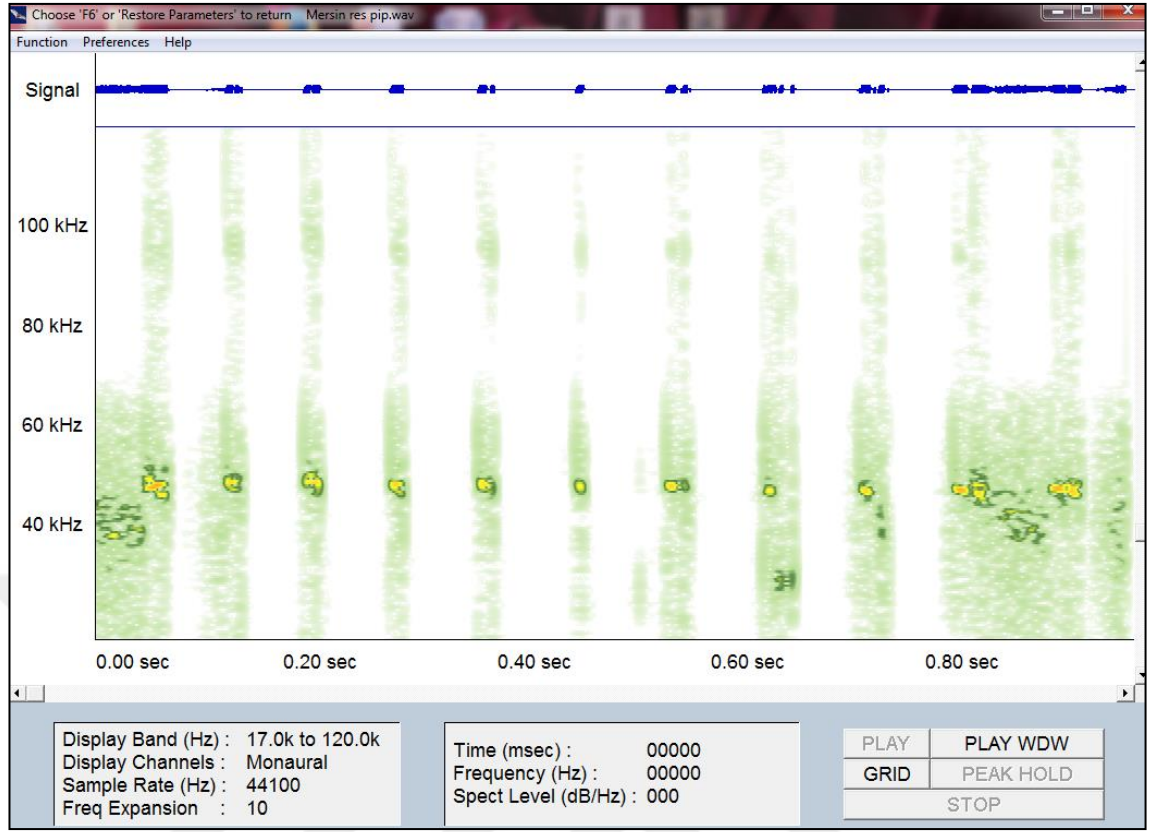 Choose 'F6' or 'Restore Parameters' to return Mersin res pip.wav
Function Preferences Help
Signal
100 kHz
80 kHz
60 kHz
40 kHz
0.00 sec 0.20 sec 0.40 sec 0.60 sec 0.80 sec
Display Band (Hz) : 17.0k to 120.0k
Display Channels : Monaural
Sample Rate (Hz) : 44100
Freq Expansion : 10
Time (msec) : 00000
Frequency (Hz) : 00000
Spect Level (dB/Hz) : 000
PLAY PLAY WDW
GRID PEAK HOLD
STOP